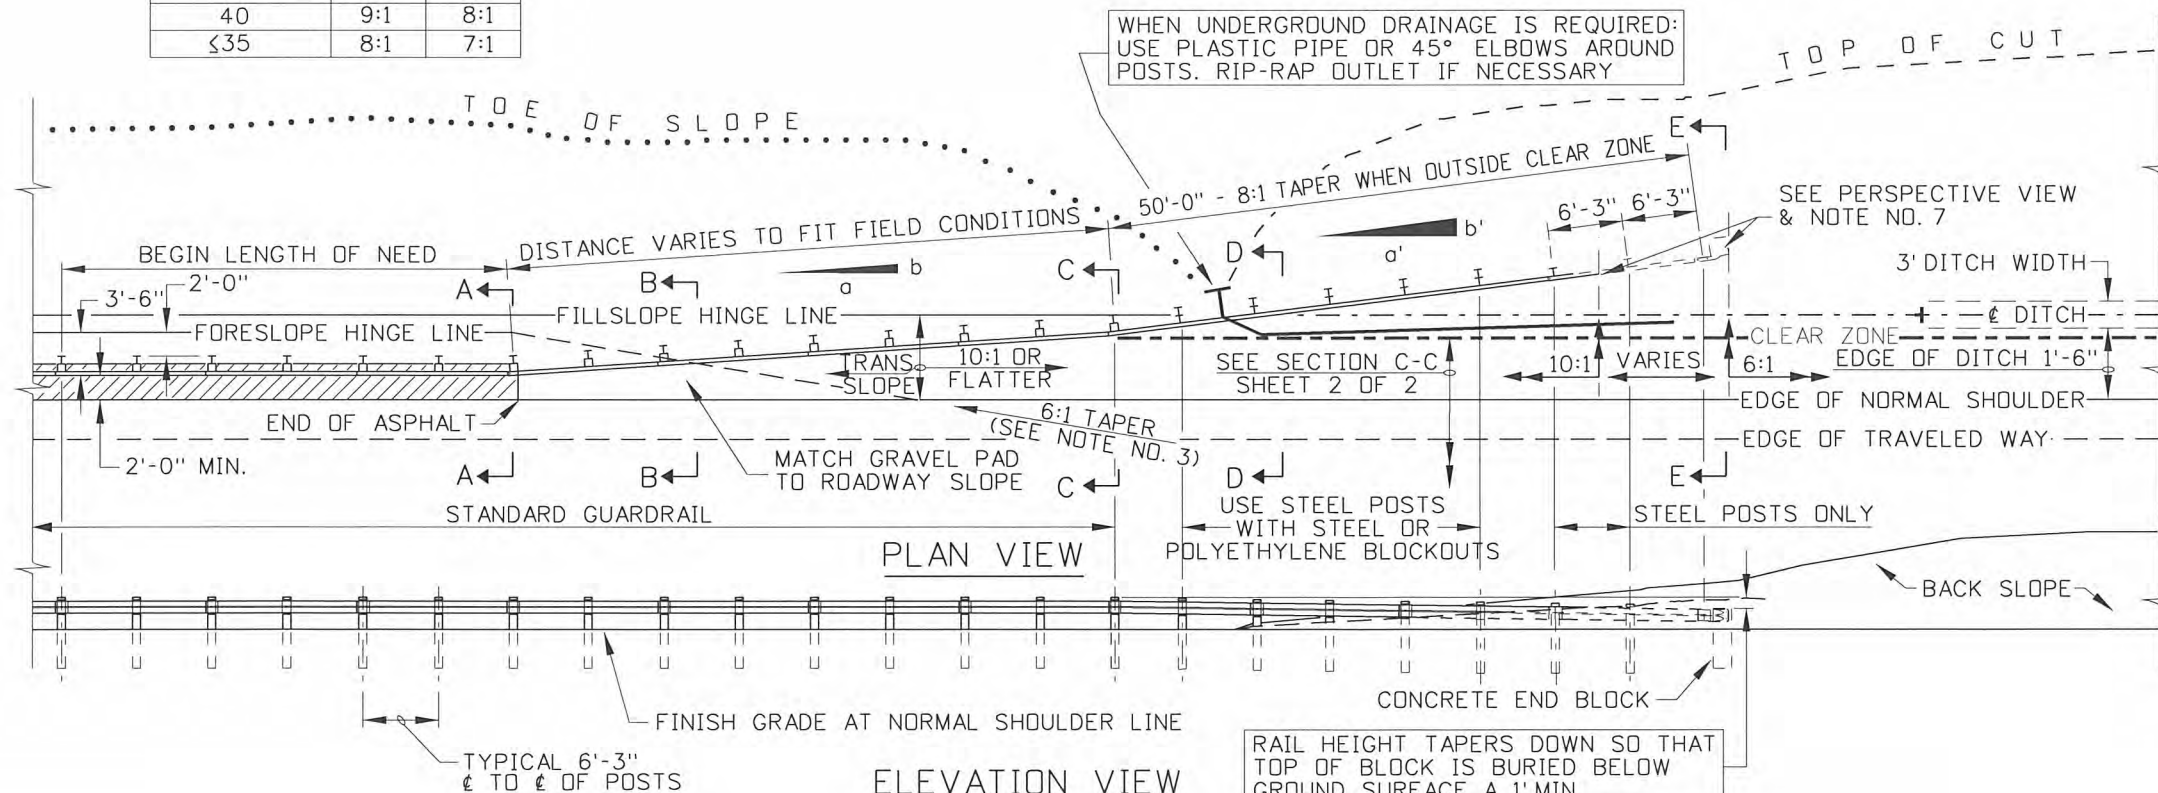 40 9:1 8:1
≤35 8:1 7:1
WHEN UNDERGROUND DRAINAGE IS REQUIRED:
USE PLASTIC PIPE OR 45° ELBOWS AROUND
POSTS. RIP-RAP OUTLET IF NECESSARY
TOP OF CUT
TOE OF SLOPE
E
50'-0" - 8:1 TAPER WHEN OUTSIDE CLEAR ZONE
SEE PERSPECTIVE VIEW
& NOTE NO. 7
6'-3" 6'-3"
DISTANCE VARIES TO FIT FIELD CONDITIONS
BEGIN LENGTH OF NEED
D
b'
a'
3' DITCH WIDTH
C
b
a
B
A
2'-0"
3'-6"
FILLSLOPE HINGE LINE
FORESLOPE HINGE LINE
₵ DITCH
CLEAR ZONE
TRANS
SLOPE
10:1 OR
FLATTER
SEE SECTION C-C
SHEET 2 OF 2
10:1 VARIES 6:1
EDGE OF DITCH 1'-6"
EDGE OF NORMAL SHOULDER
END OF ASPHALT
6:1 TAPER
(SEE NOTE NO. 3)
EDGE OF TRAVELED WAY
2'-0" MIN.
MATCH GRAVEL PAD
TO ROADWAY SLOPE
A
B
C
D
E
STANDARD GUARDRAIL
USE STEEL POSTS
WITH STEEL OR
POLYETHYLENE BLOCKOUTS
STEEL POSTS ONLY
PLAN VIEW
BACK SLOPE
CONCRETE END BLOCK
FINISH GRADE AT NORMAL SHOULDER LINE
TYPICAL 6'-3"
₵ TO ₵ OF POSTS
ELEVATION VIEW
RAIL HEIGHT TAPERS DOWN SO THAT
TOP OF BLOCK IS BURIED BELOW
GROUND SURFACE A 1' MIN